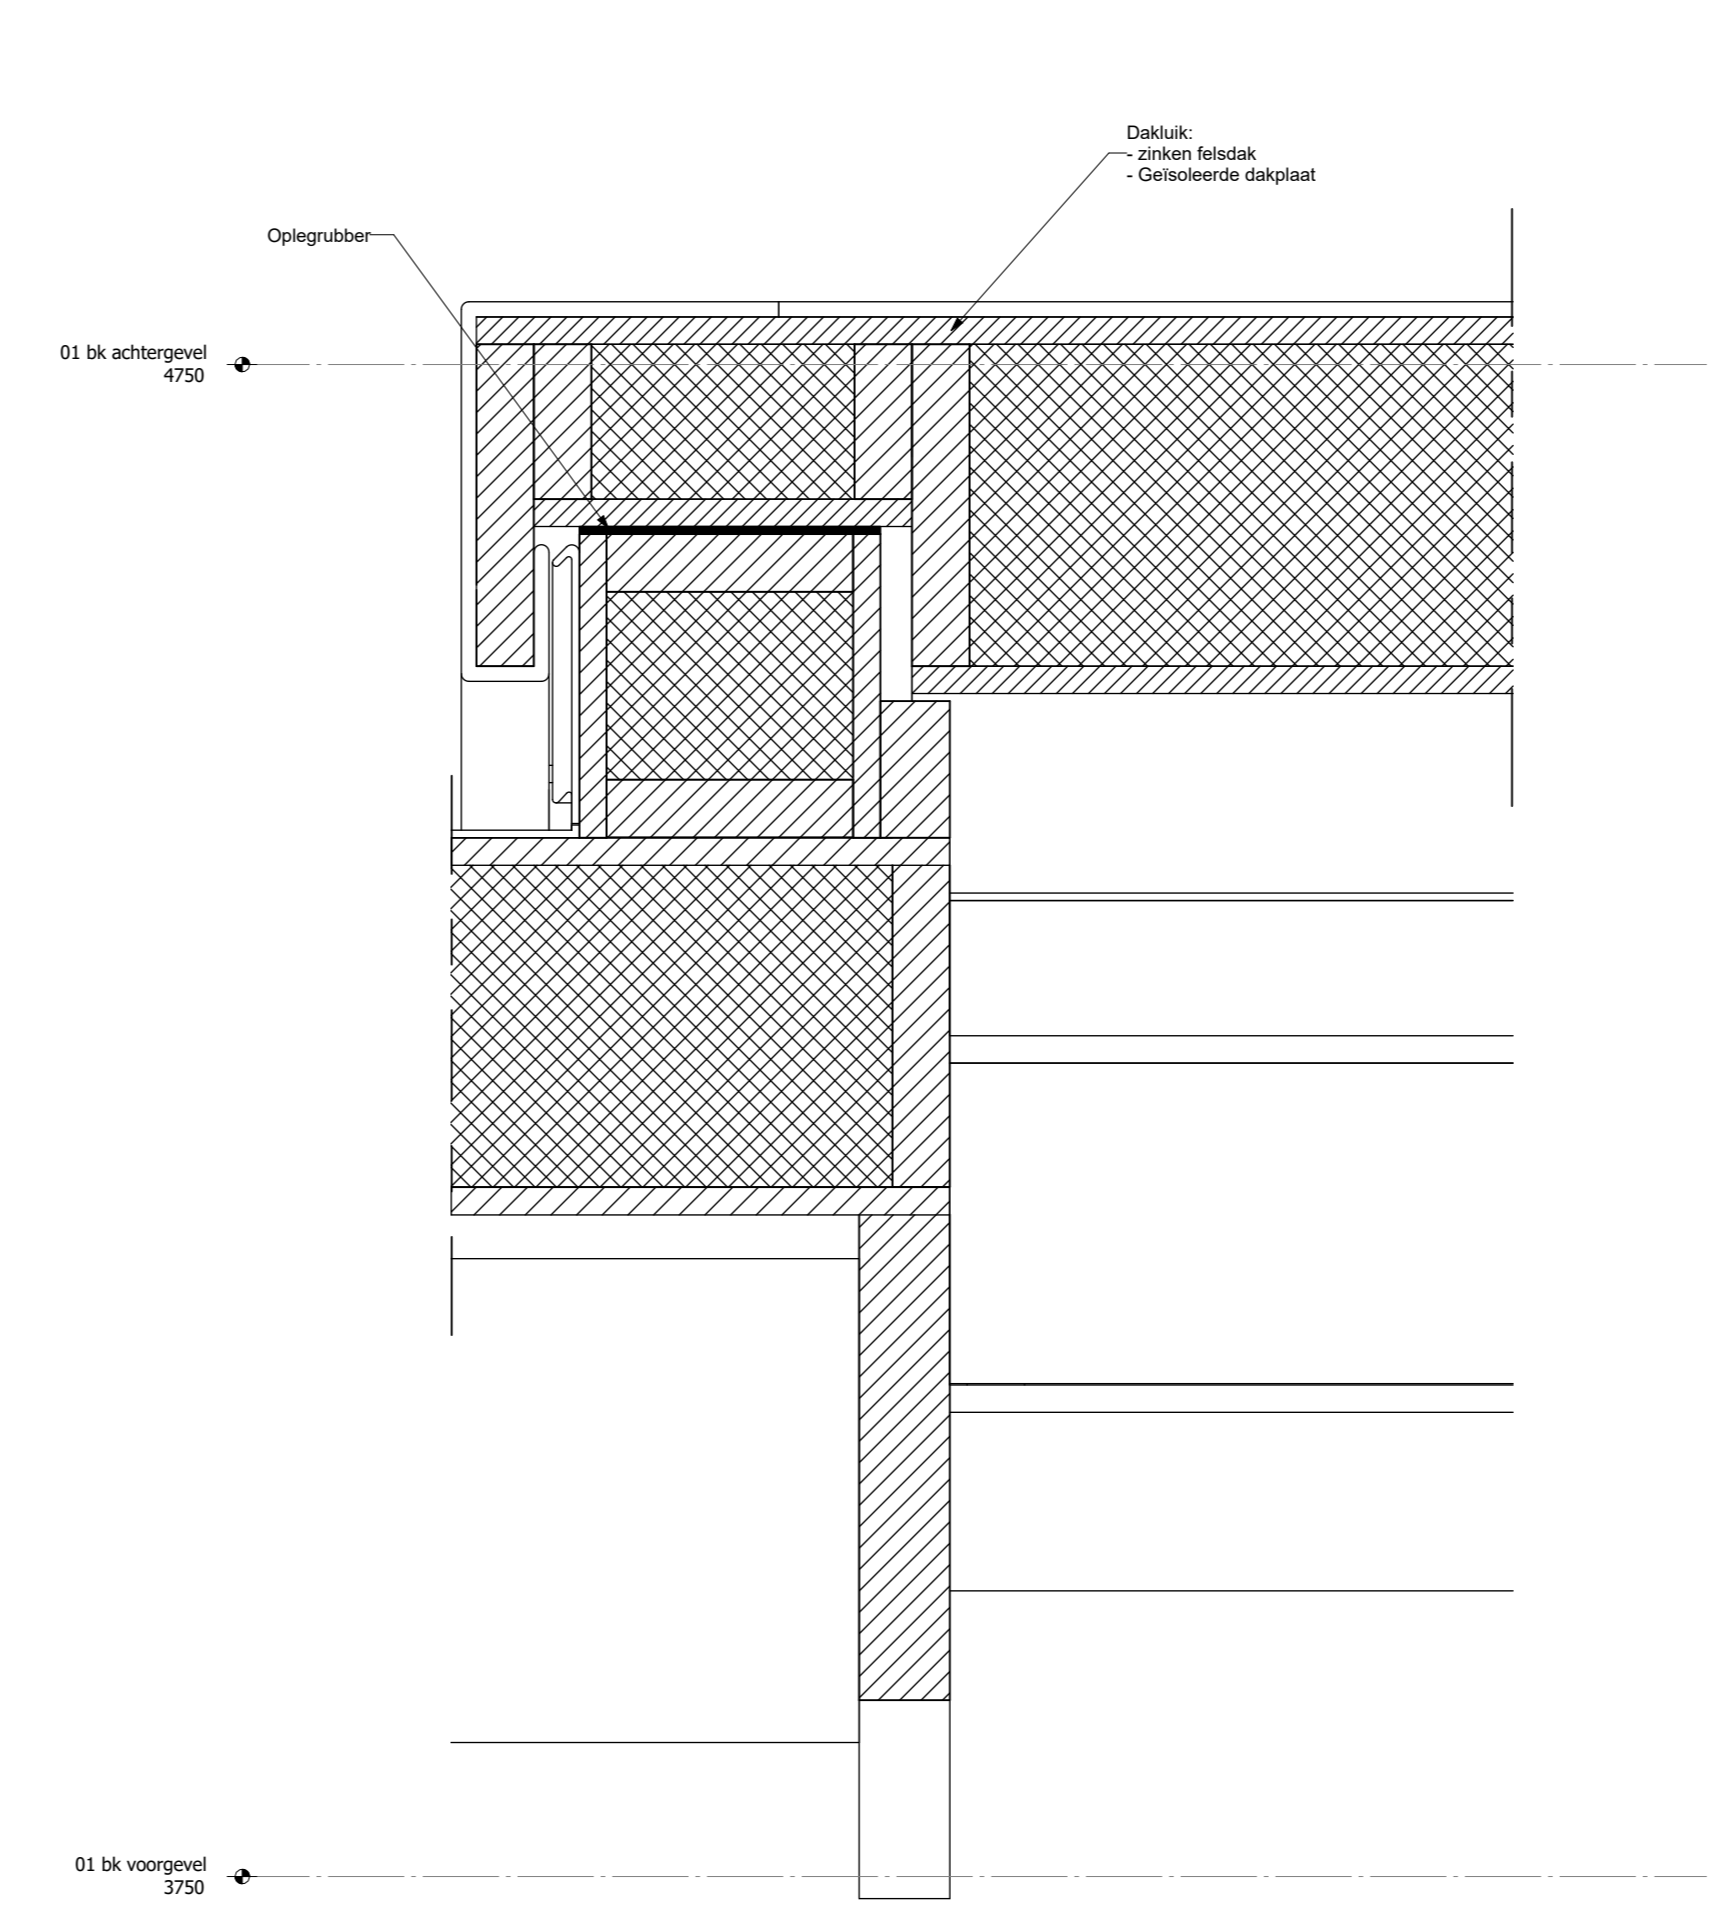 Dakluik:
- zinken felsdak
- Geïsoleerde dakplaat
Oplegrubber
01 bk achtergevel
4750
01 bk voorgevel
3750